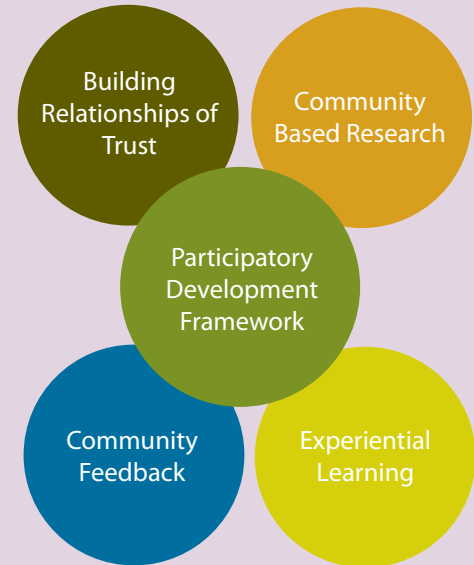 Building
Relationships of
Trust
Community
Based Research
Participatory
Development
Framework
Community
Feedback
Experiential
Learning